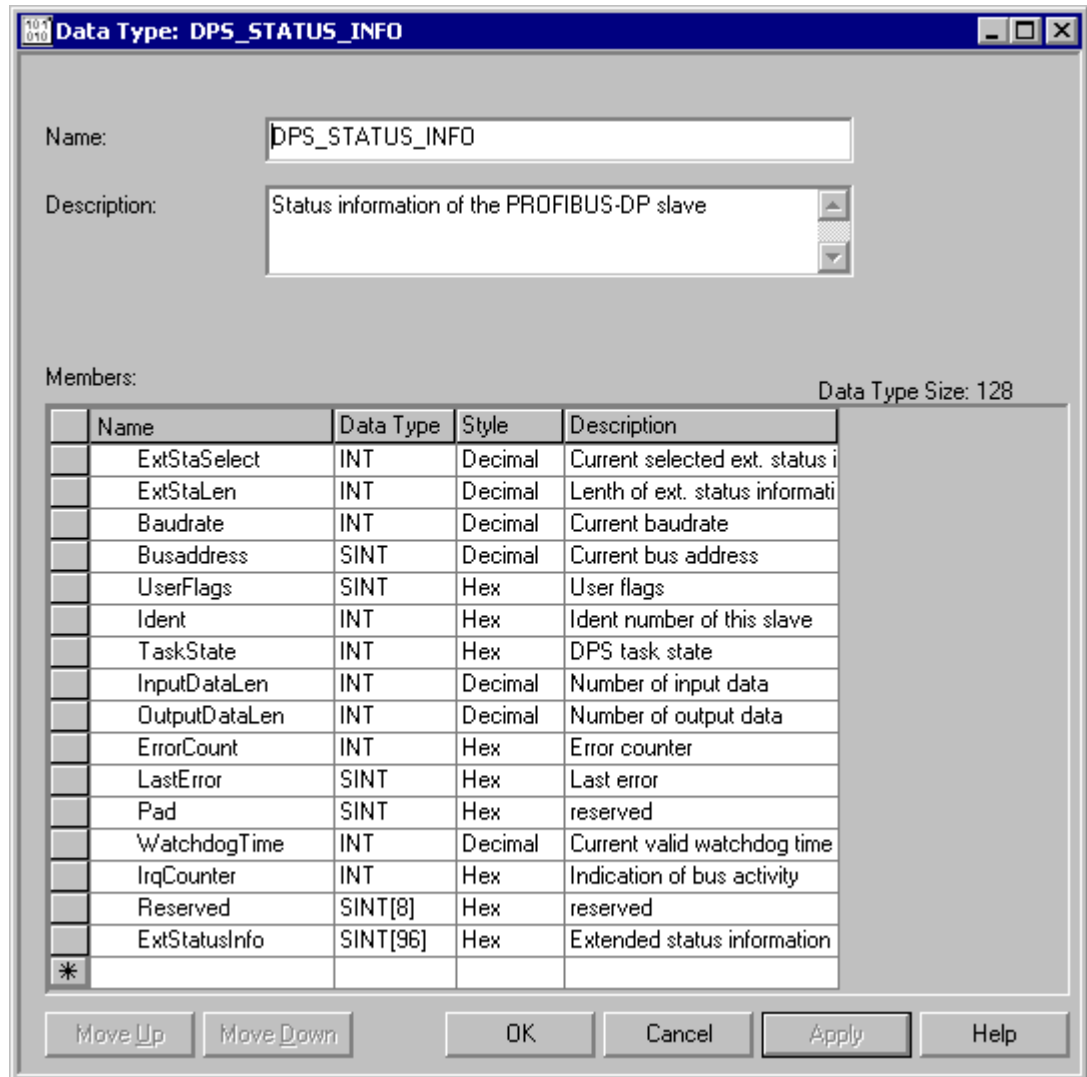 Data Type: DPS_STATUS_INFO
Name: DPS_STATUS_INFO
Description: Status information of the PROFIBUS-DP slave
Members:
Data Type Size: 128
Name Data Type Style Description
ExtStaSelect INT Decimal Current selected ext. status i
ExtStaLen INT Decimal Lenth of ext. status informati
Baudrate INT Decimal Current baudrate
Busaddress SINT Decimal Current bus address
UserFlags SINT Hex User flags
Ident INT Hex Ident number of this slave
TaskState INT Hex DPS task state
InputDataLen INT Decimal Number of input data
OutputDataLen INT Decimal Number of output data
ErrorCount INT Hex Error counter
LastError SINT Hex Last error
Pad SINT Hex reserved
WatchdogTime INT Decimal Current valid watchdog time
IrqCounter INT Hex Indication of bus activity
Reserved SINT[8] Hex reserved
ExtStatusInfo SINT[96] Hex Extended status information
Move Up Move Down OK Cancel Apply Help